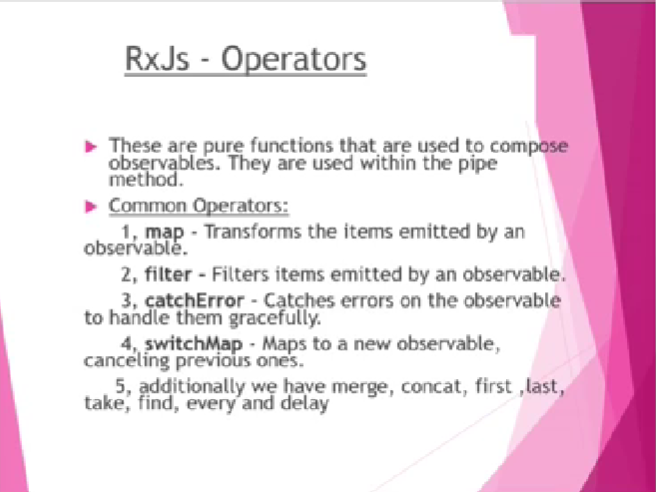 RxJs - Operators
These are pure functions that are used to compose
observables. They are used within the pipe
method.
Common Operators:
1, map - Transforms the items emitted by an
observable.
2, filter - Filters items emitted by an observable.
3, catchError - Catches errors on the observable
to handle them gracefully.
4, switchMap - Maps to a new observable,
canceling previous ones.
5, additionally we have merge, concat, first ,last,
take, find, every and delay